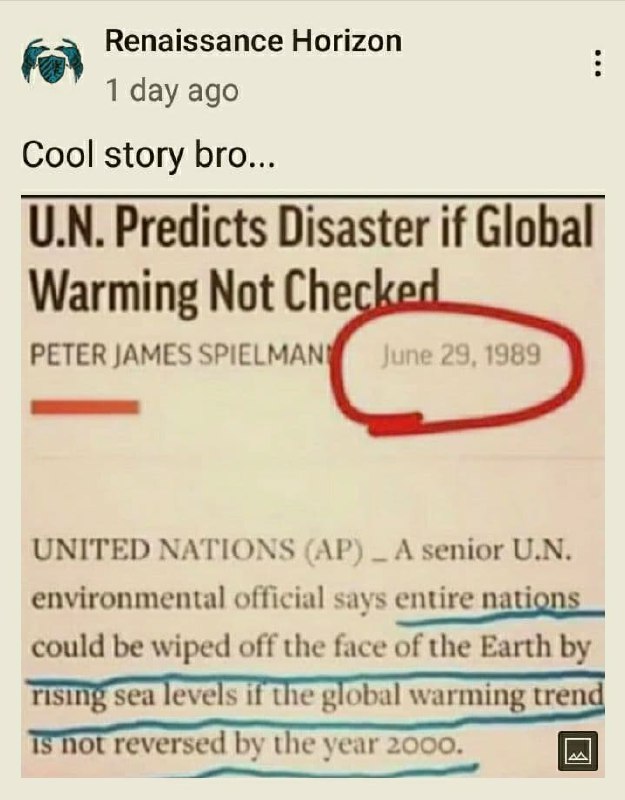 Renaissance Horizon
1 day ago
Cool story bro...
U.N. Predicts Disaster if Global
Warming Not Checked
PETER JAMES SPIELMANN
June 29, 1989
UNITED NATIONS (AP) _ A senior U.N.
environmental official says entire nations
could be wiped off the face of the Earth by
rising sea levels if the global warming trend
is not reversed by the year 2000.